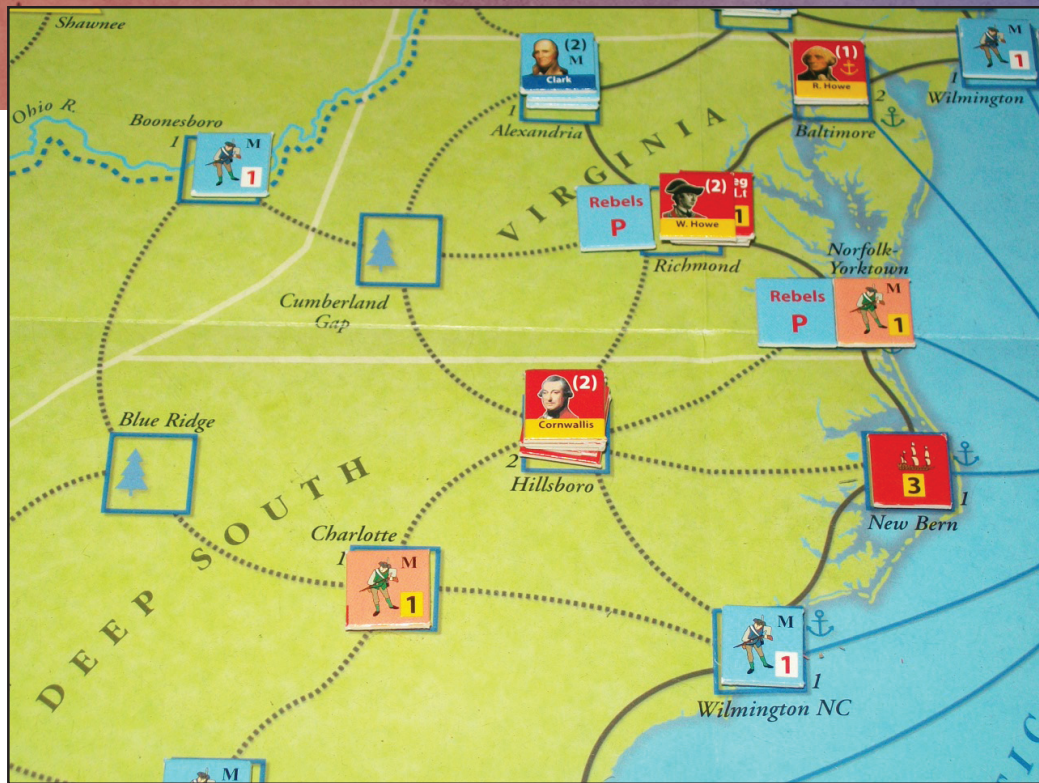 Shawnee
(2)
M
Clark
1
Alexandria
(1)
R. Howe
2
Baltimore
1
1
Wilmington
Ohio R.
Boonesboro
1
M
1
VIRGINIA
Rebels
P
(2)
W. Howe
1
Richmond
Norfolk-
Yorktown
Rebels
P
M
1
Cumberland
Gap
(2)
Cornwallis
2
Hillsboro
Blue Ridge
3
1
New Bern
DEEP SOUTH
Charlotte
1
M
1
M
1
1
Wilmington NC
M